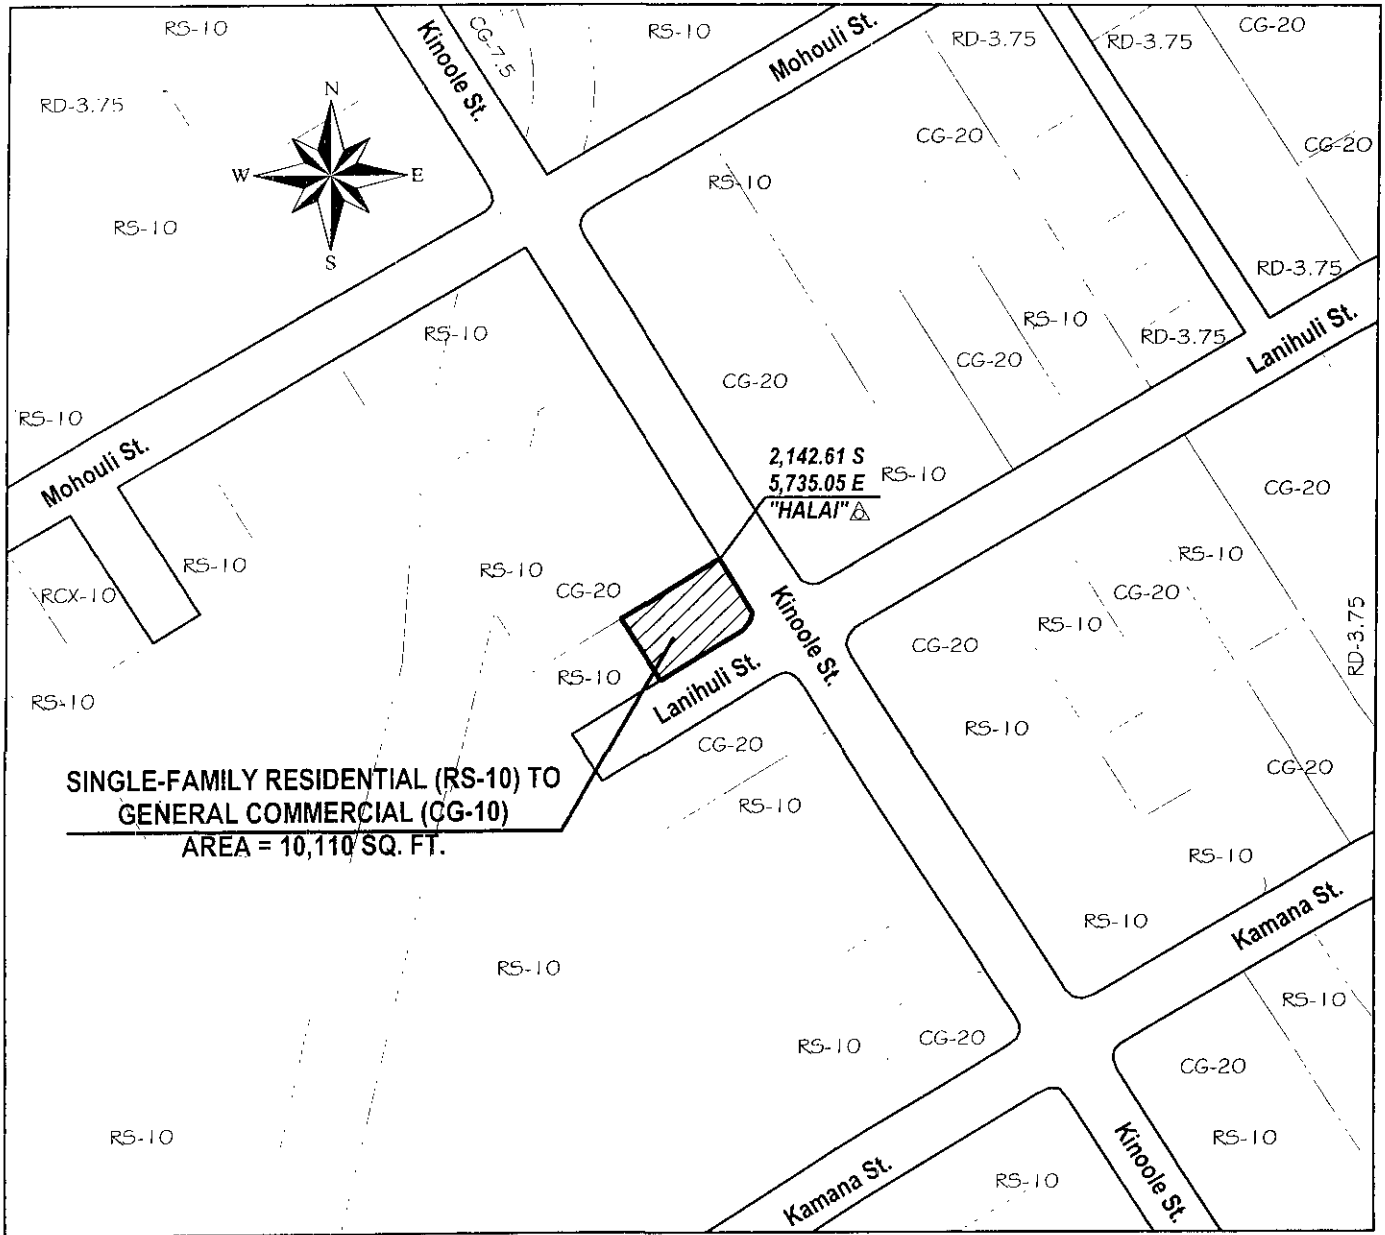 RS-10
Kinoole St.
CG-7.5
RS-10
Mohouli St.
RD-3.75
RD-3.75
CG-20
RD-3.75
N
W
E
S
CG-20
CG-20
RS-10
RS-10
RD-3.75
RS-10
RS-10
RD-3.75
Lanihuli St.
CG-20
CG-20
RS-10
Mohouli St.
2,142.61 S
5,735.05 E
"HALAI"
RS-10
CG-20
RS-10
RS-10
CG-20
RCX-10
RS-10
CG-20
RS-10
Kinoole St.
RD-3.75
CG-20
RS-10
RS-10
Lanihuli St.
RS-10
CG-20
CG-20
SINGLE-FAMILY RESIDENTIAL (RS-10) TO
GENERAL COMMERCIAL (CG-10)
AREA = 10,110 SQ. FT.
RS-10
RS-10
RS-10
Kamana St.
RS-10
RS-10
RS-10
CG-20
CG-20
RS-10
RS-10
Kinoole St.
Kamana St.
RS-10